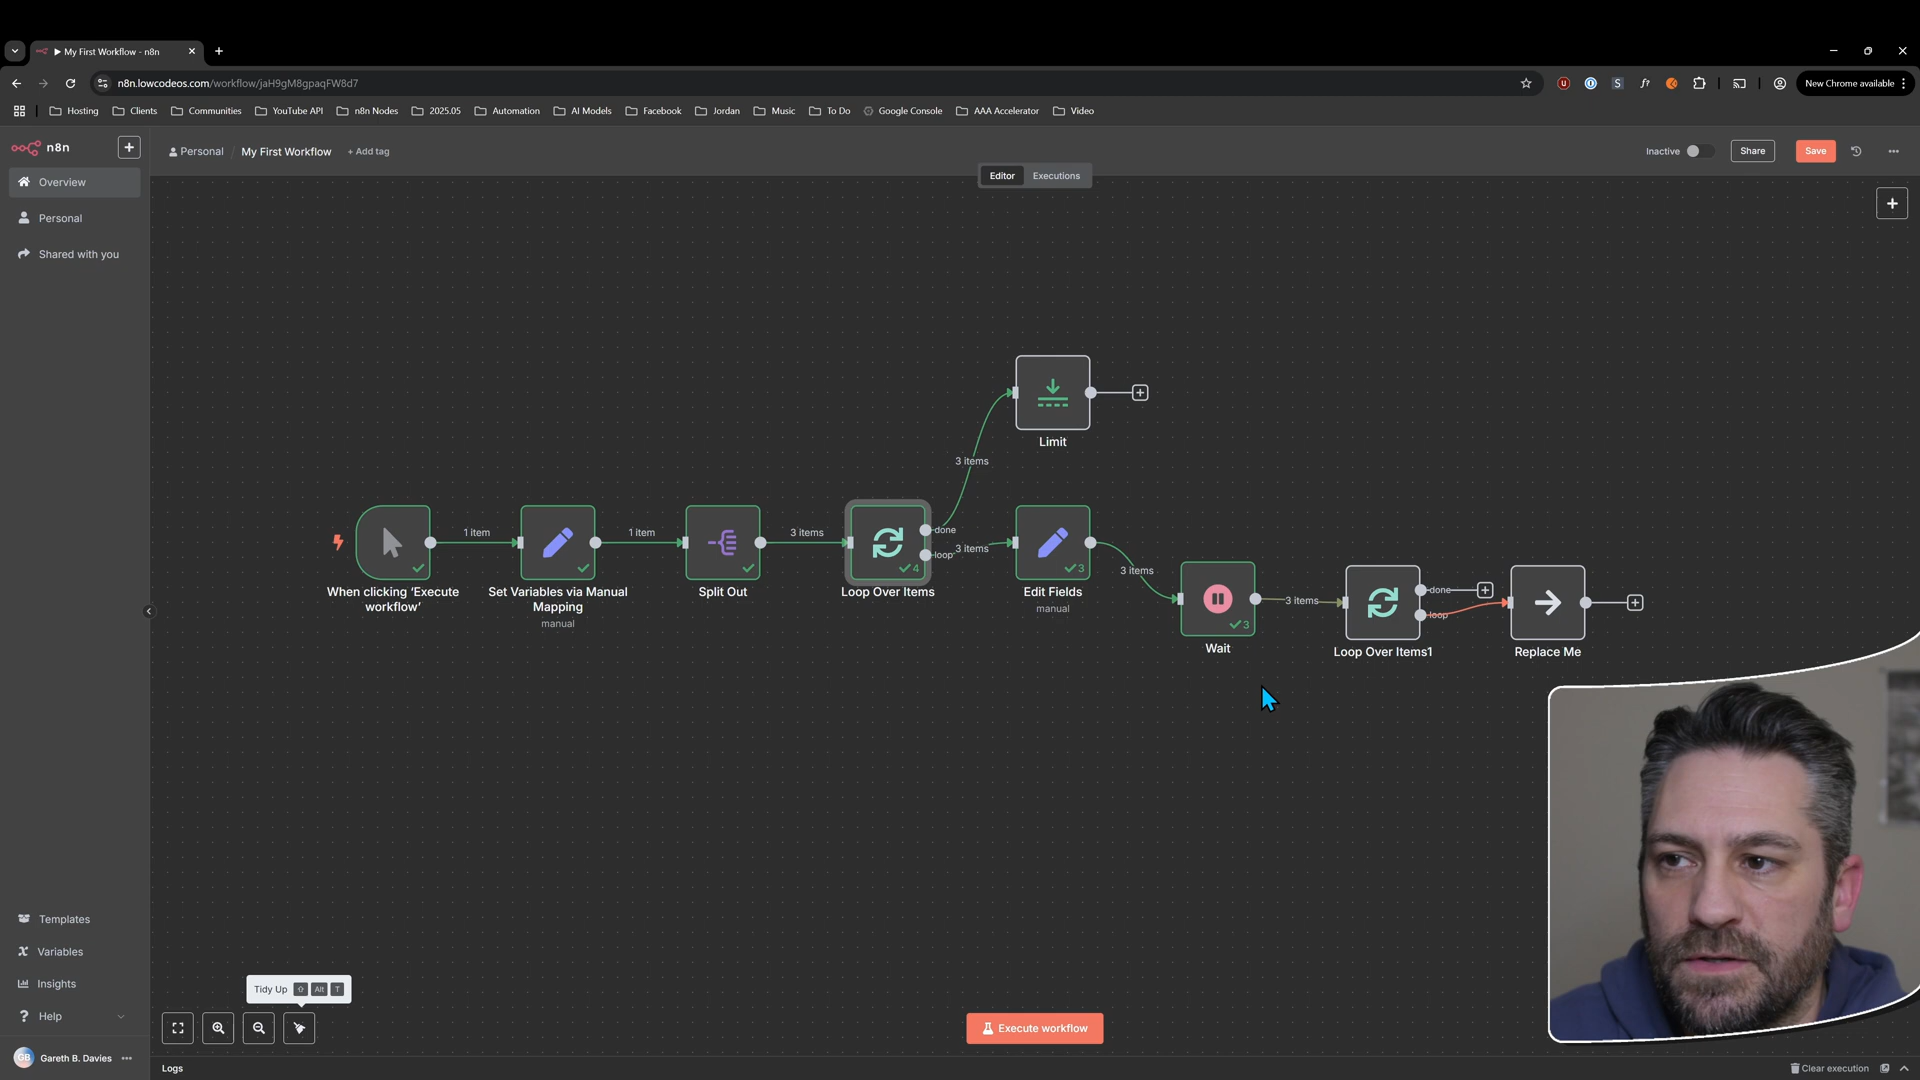 My First Workflow - n8n
n8n.lowcodeos.com/workflow/jaH9gM8gpaqFW8d7
New Chrome available
Hosting
Clients
Communities
YouTube API
n8n Nodes
2025.05
Automation
AI Models
Facebook
Jordan
Music
To Do
Google Console
AAA Accelerator
Video
n8n
Personal / My First Workflow + Add tag
Inactive
Share
Save
Editor
Executions
Overview
Personal
Shared with you
Limit
3 items
1 item
1 item
3 items
done
loop
3 items
3 items
3 items
done
loop
4
3
3
When clicking ‘Execute workflow’
Set Variables via Manual Mapping
manual
Split Out
Loop Over Items
Edit Fields
manual
Wait
Loop Over Items1
Replace Me
Templates
Variables
Insights
Help
Tidy Up Alt T
Execute workflow
GB Gareth B. Davies
Logs
Clear execution